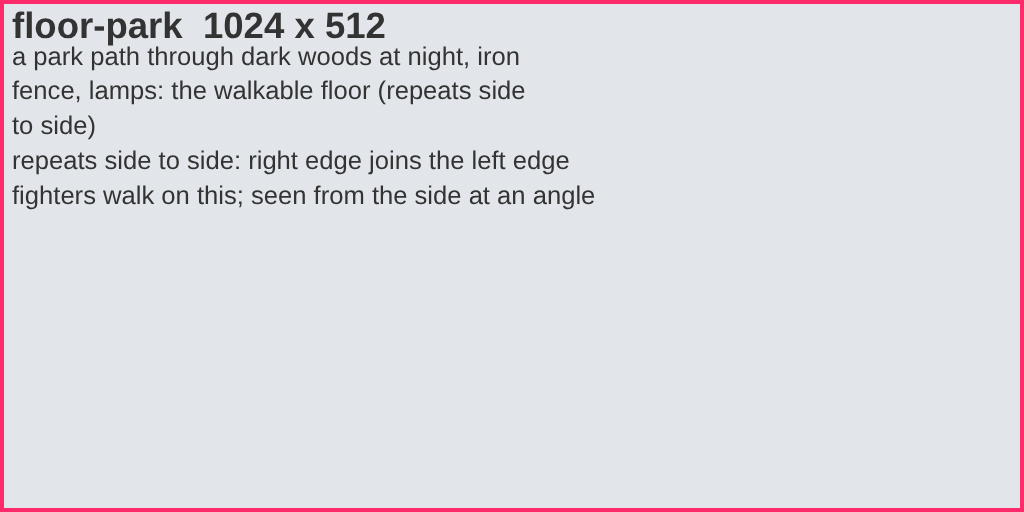 floor-park  1024 x 512
a park path through dark woods at night, iron
fence, lamps: the walkable floor (repeats side
to side)
repeats side to side: right edge joins the left edge
fighters walk on this; seen from the side at an angle